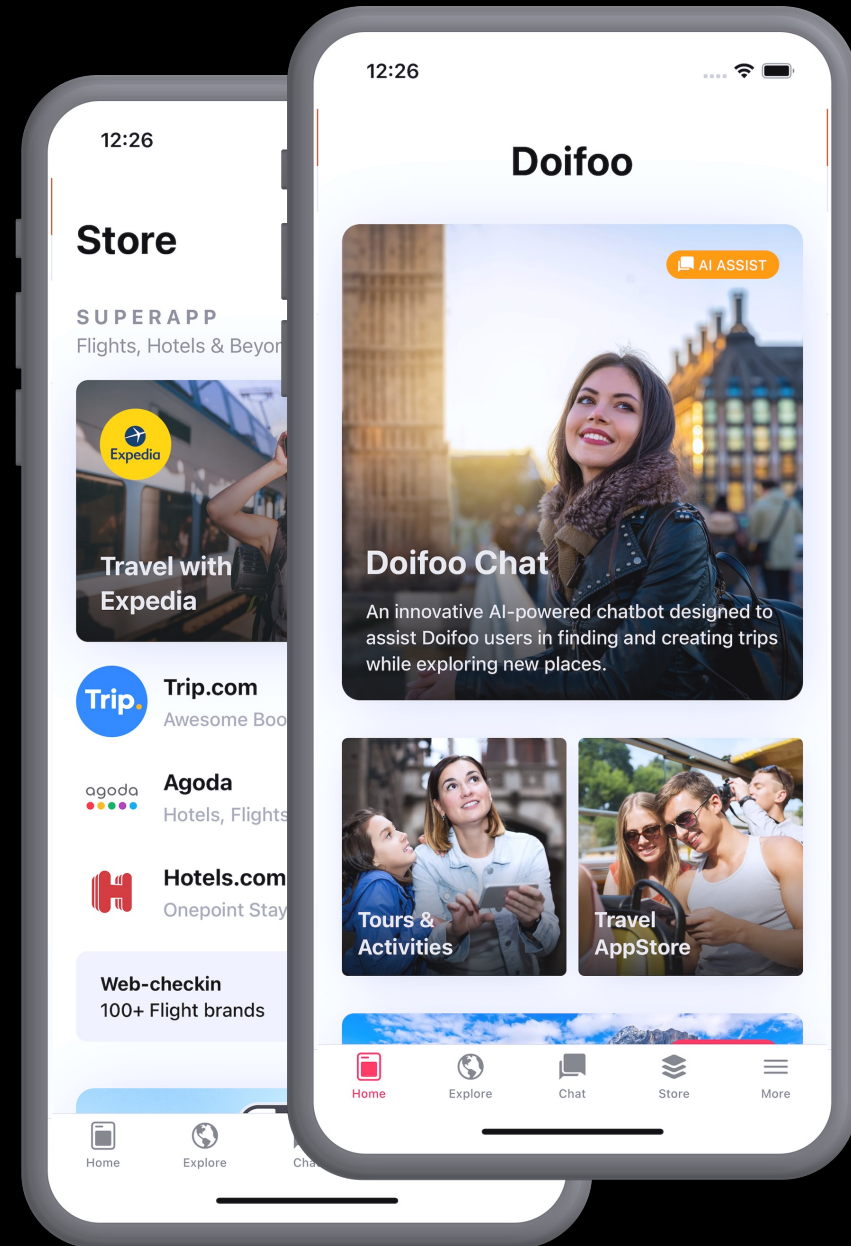 12:26
Store
SUPERAPP
Flights, Hotels &
Expedia
Travel with
Expedia
Trip.
Trip.com
Awesome
agoda
Agoda
Hotels, Flights
H
Hotels.com
Onepoint Stay
Web-checkin
100+ Flight brands
Home
Explore
12:26
Doifoo
AI ASSIST
Doifoo Chat
An innovative AI-powered chatbot designed to
assist Doifoo users in finding and creating trips
while exploring new places.
Tours &
Activities
Travel
AppStore
Home
Explore
Chat
Store
More